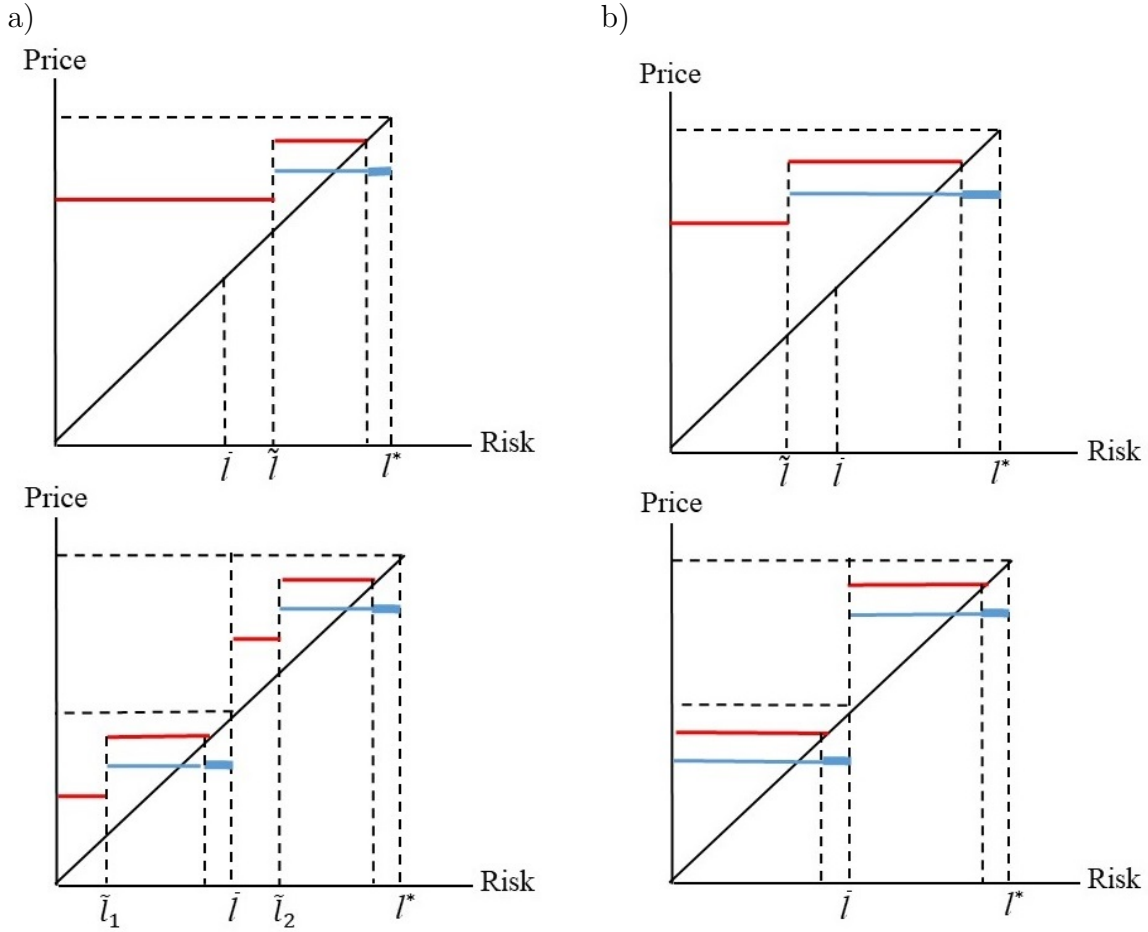 a)
Price
Risk
l̄ l̃ l*
b)
Price
Risk
l̃ l̄ l*
Price
Risk
l̃₁ l̄ l̃₂ l*
Price
Risk
l̄ l*